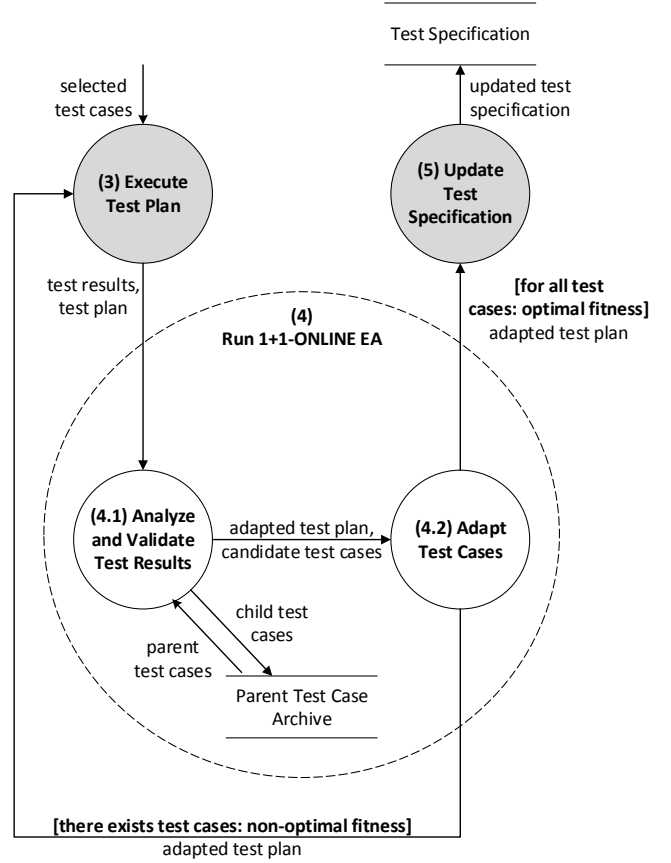 Test Specification
selected
test cases
updated test
specification
(3) Execute
Test Plan
(5) Update
Test
Specification
test results,
test plan
[for all test
cases: optimal fitness]
adapted test plan
(4)
Run 1+1-ONLINE EA
(4.1) Analyze
and Validate
Test Results
adapted test plan,
candidate test cases
(4.2) Adapt
Test Cases
child test
cases
parent
test cases
Parent Test Case
Archive
[there exists test cases: non-optimal fitness]
adapted test plan